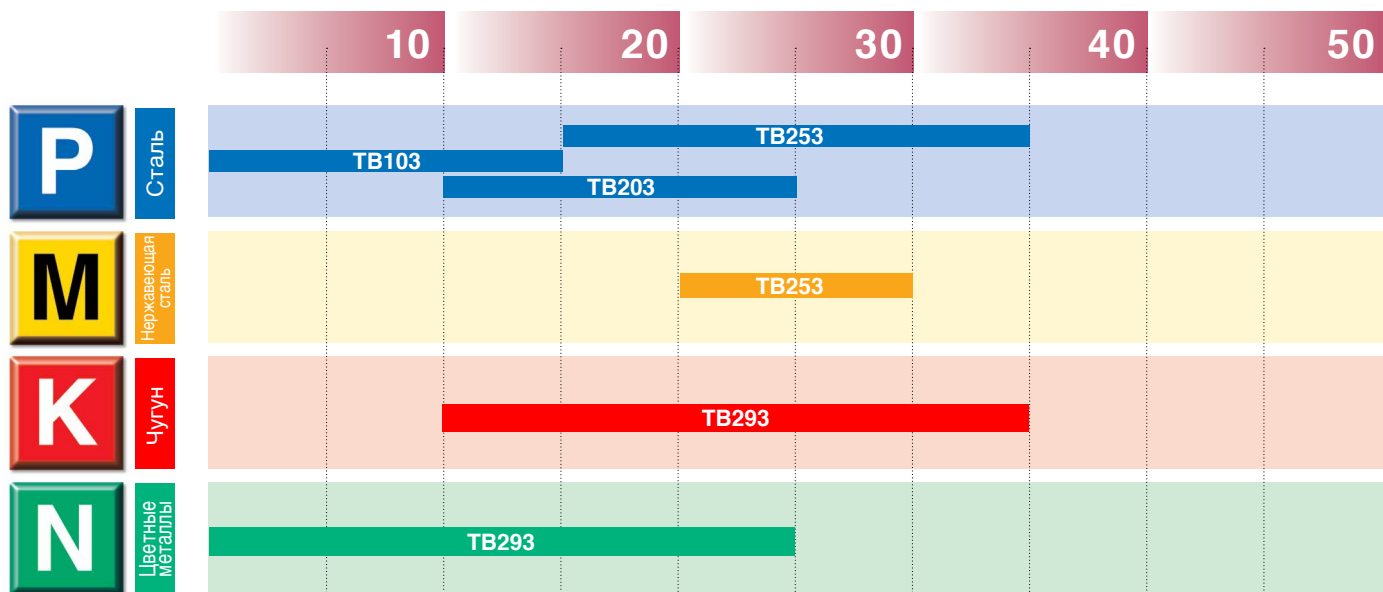 10 20 30 40 50
P
Сталь
TB253
TB103
TB203
M
Нержавеющая
сталь
TB253
K
Чугун
TB293
N
Цветные
металлы
TB293